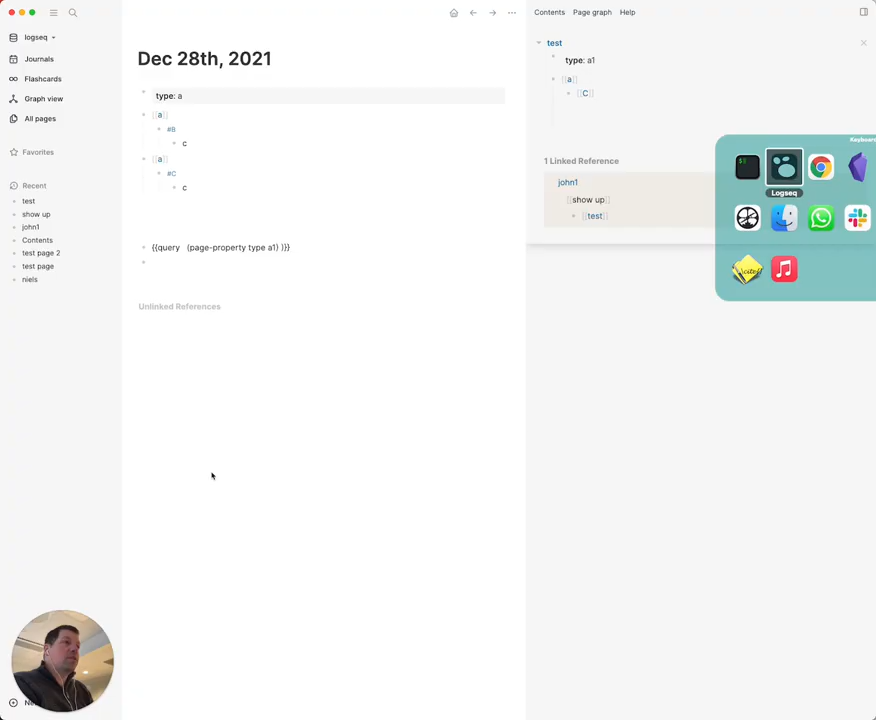 logseq
Journals
Flashcards
Graph view
All pages
Favorites
Recent
test
show up
john1
Contents
test page 2
test page
niels
Dec 28th, 2021
type: a
[[a]]
#B
c
[[a]]
#C
c
{{query (page-property type a1) }}
Unlinked References
Contents Page graph Help
test
type: a1
[[a]]
[[C]]
1 Linked Reference
john1
[[show up]]
[[test]]
Logseq